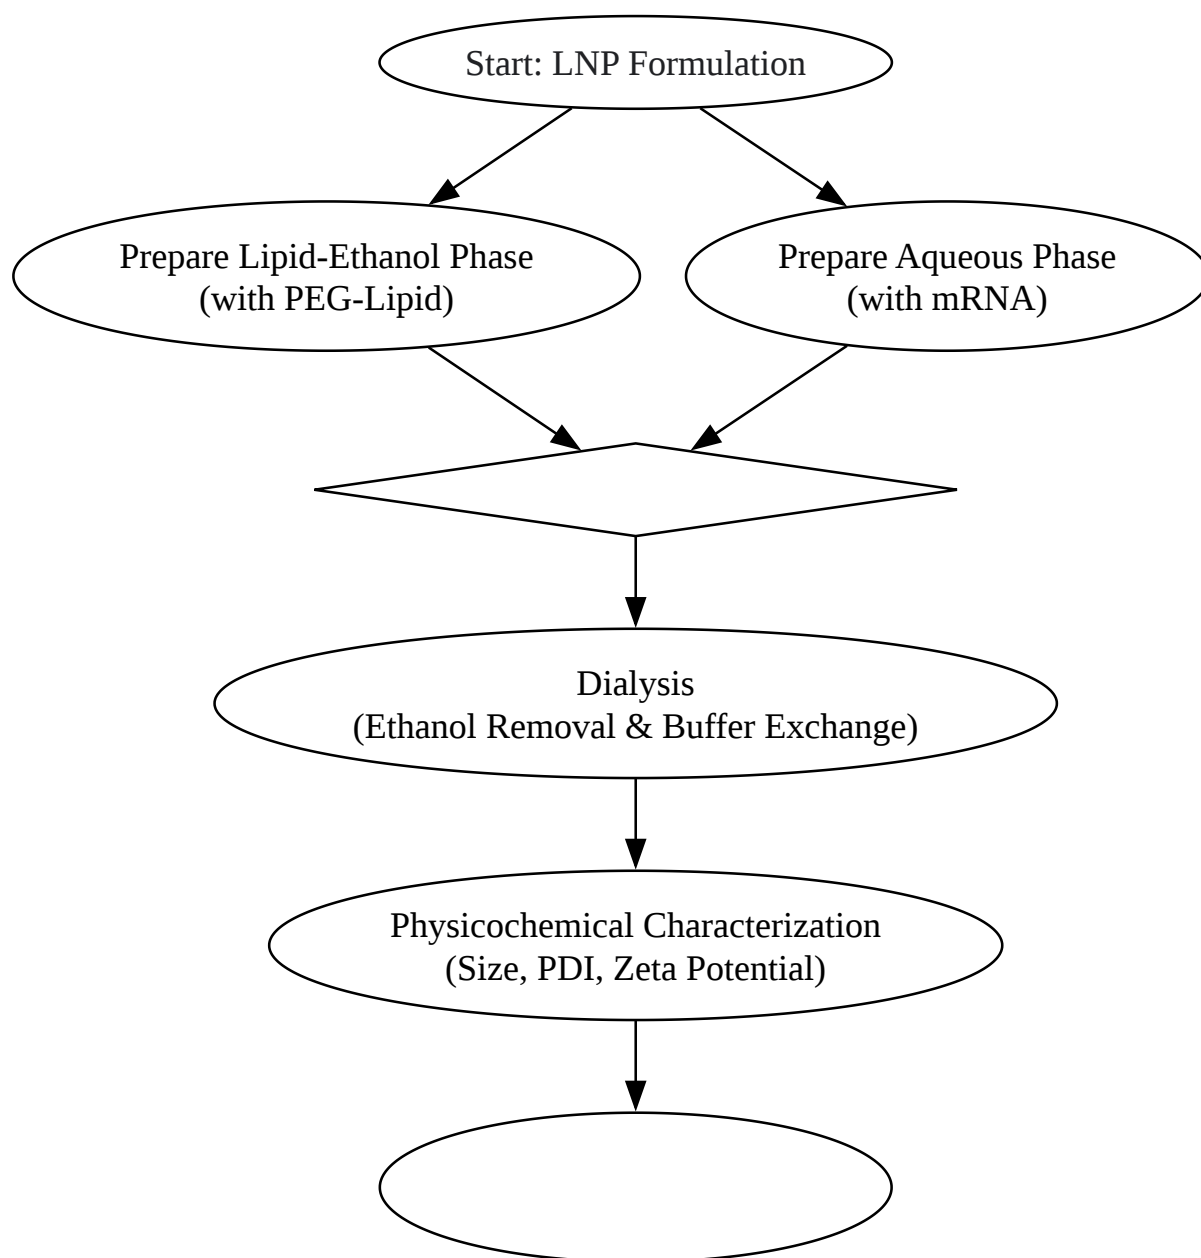 Start: LNP Formulation
Prepare Lipid-Ethanol Phase
(with PEG-Lipid)
Prepare Aqueous Phase
(with mRNA)
Dialysis
(Ethanol Removal & Buffer Exchange)
Physicochemical Characterization
(Size, PDI, Zeta Potential)